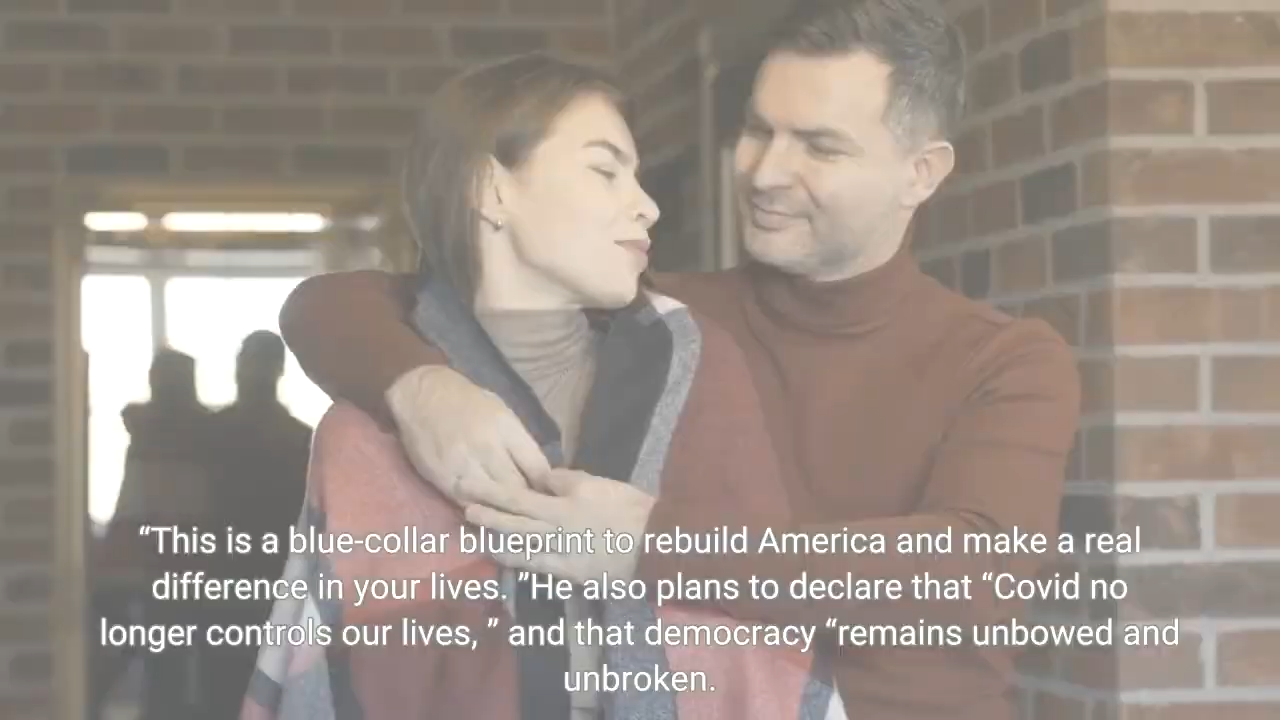 “This is a blue-collar blueprint to rebuild America and make a real
difference in your lives. ”He also plans to declare that “Covid no
longer controls our lives, ” and that democracy “remains unbowed and
unbroken.